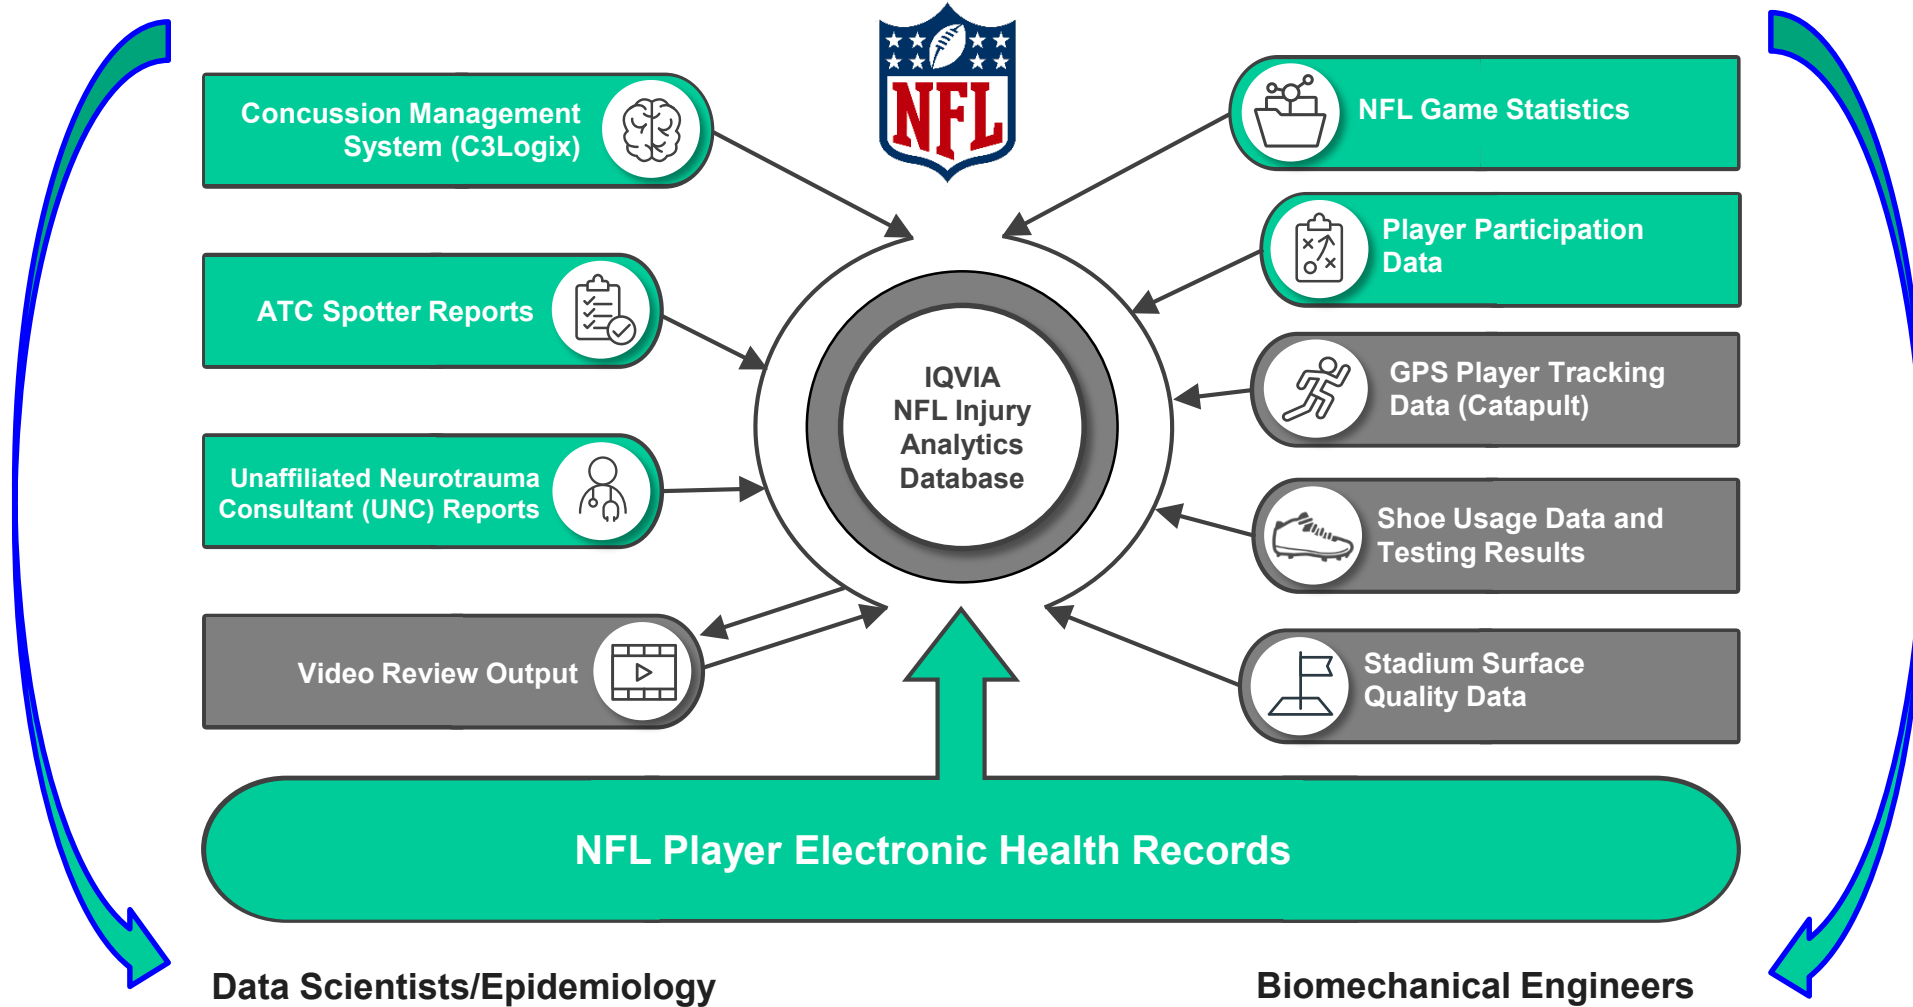 NFL
Concussion Management
System (C3Logix)
ATC Spotter Reports
Unaffiliated Neurotrauma
Consultant (UNC) Reports
Video Review Output
IQVIA
NFL Injury
Analytics
Database
NFL Game Statistics
Player Participation
Data
GPS Player Tracking
Data (Catapult)
Shoe Usage Data and
Testing Results
Stadium Surface
Quality Data
NFL Player Electronic Health Records
Data Scientists/Epidemiology
Biomechanical Engineers